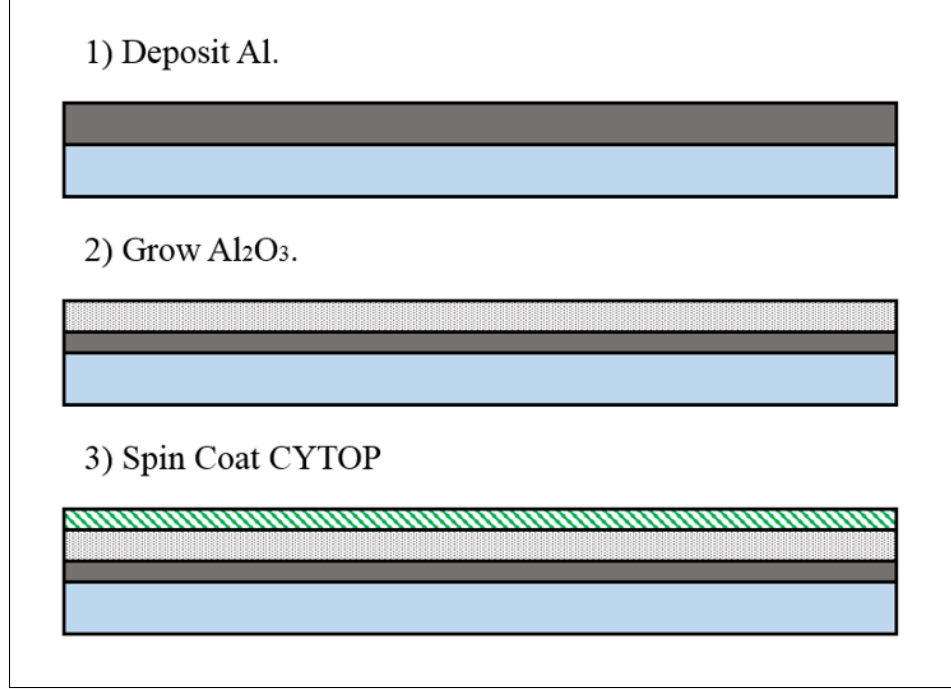 1) Deposit Al.
2) Grow Al2O3.
3) Spin Coat CYTOP